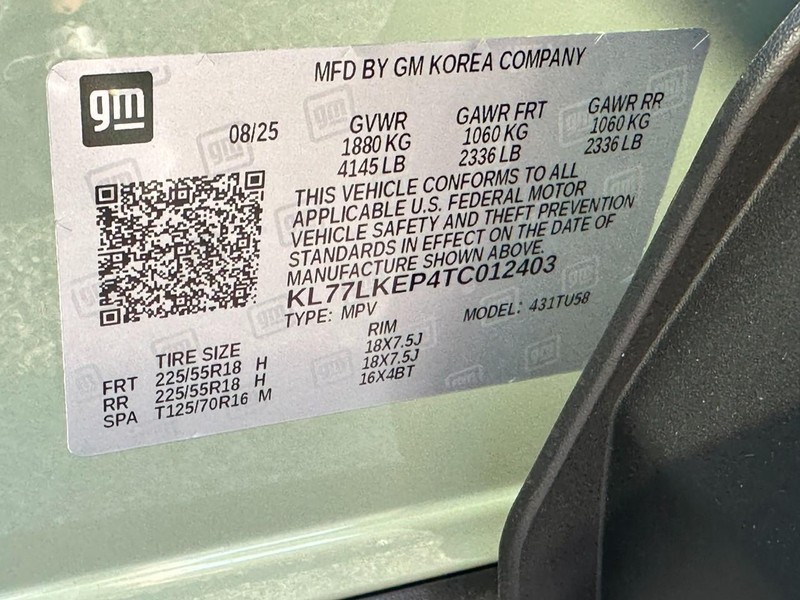 MFD BY GM KOREA COMPANY
gm
08/25
GVWR GAWR FRT GAWR RR
1880 KG 1060 KG 1060 KG
4145 LB 2336 LB 2336 LB
THIS VEHICLE CONFORMS TO ALL
APPLICABLE U.S. FEDERAL MOTOR
VEHICLE SAFETY AND THEFT PREVENTION
STANDARDS IN EFFECT ON THE DATE OF
MANUFACTURE SHOWN ABOVE.
KL77LKEP4TC012403
TYPE: MPV MODEL: 431TU58
TIRE SIZE RIM
FRT 225/55R18 H 18X7.5J
RR 225/55R18 H 18X7.5J
SPA T125/70R16 M 16X4BT